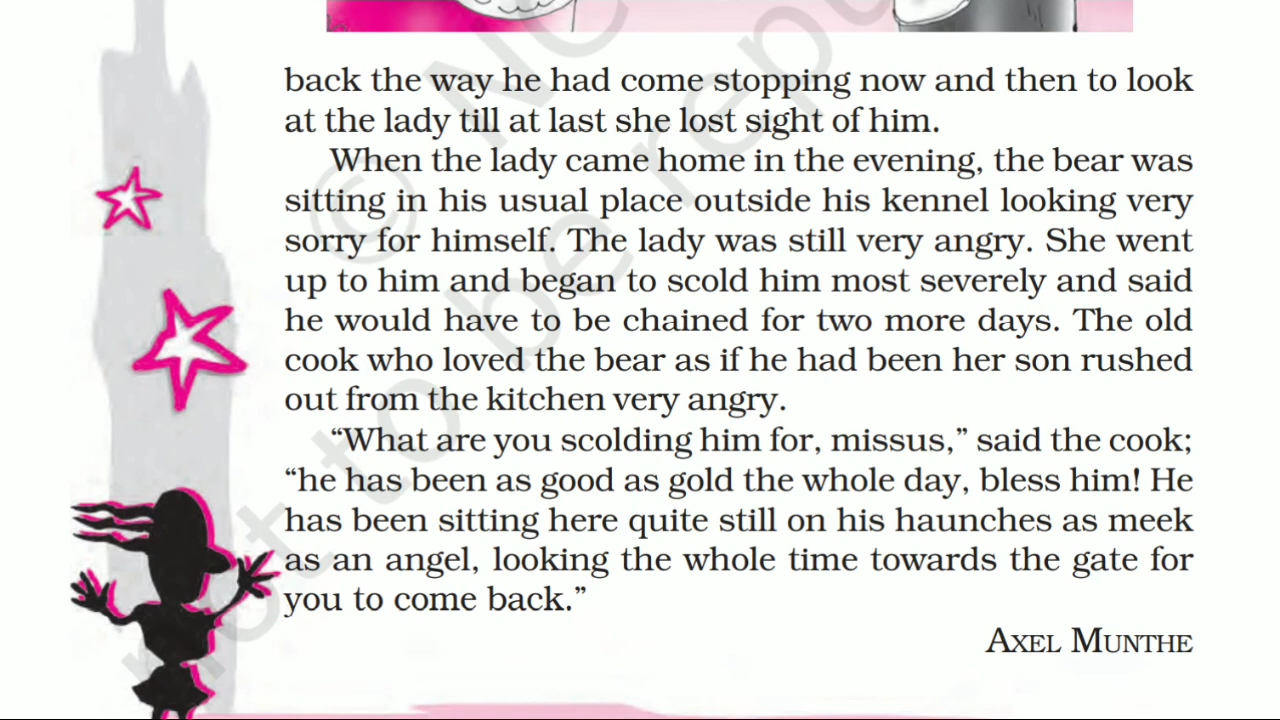 back the way he had come stopping now and then to look
at the lady till at last she lost sight of him.
When the lady came home in the evening, the bear was
sitting in his usual place outside his kennel looking very
sorry for himself. The lady was still very angry. She went
up to him and began to scold him most severely and said
he would have to be chained for two more days. The old
cook who loved the bear as if he had been her son rushed
out from the kitchen very angry.
“What are you scolding him for, missus,” said the cook;
“he has been as good as gold the whole day, bless him! He
has been sitting here quite still on his haunches as meek
as an angel, looking the whole time towards the gate for
you to come back.”
AXEL MUNTHE
© NC
not to be repu